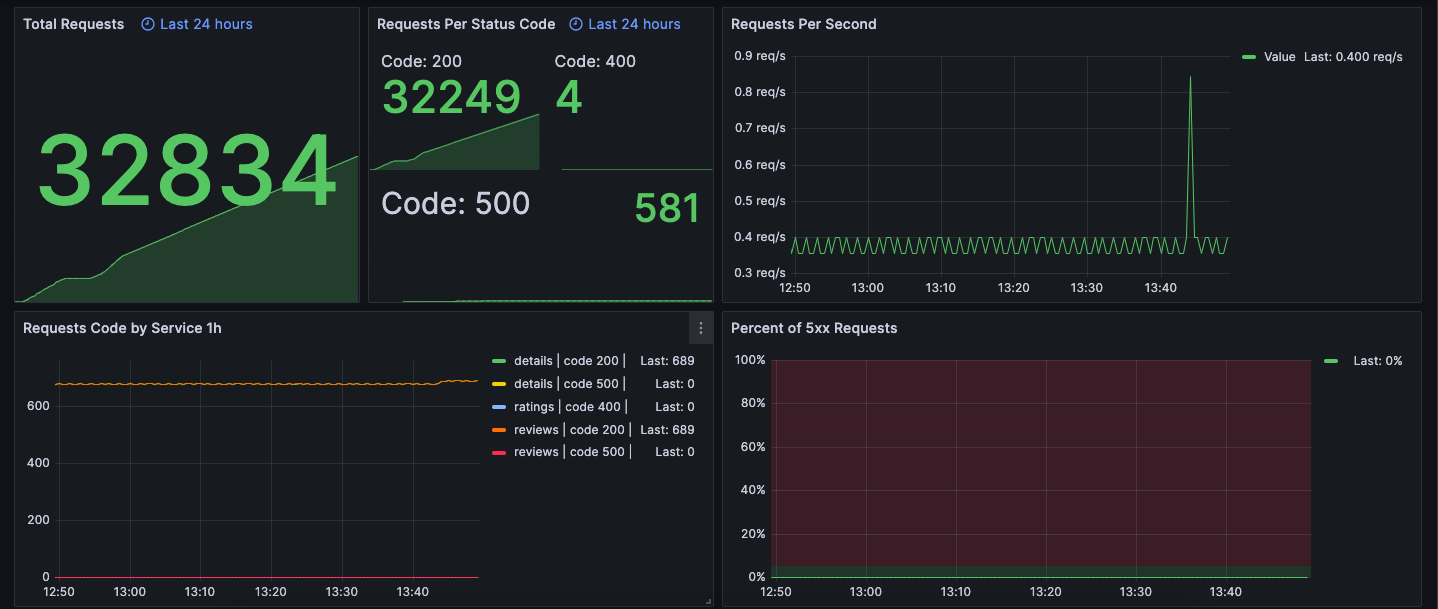 Total Requests Last 24 hours
32834
Requests Per Status Code Last 24 hours
Code: 200
32249
Code: 400
4
Code: 500
581
Requests Per Second
0.9 req/s
0.8 req/s
0.7 req/s
0.6 req/s
0.5 req/s
0.4 req/s
0.3 req/s
12:50 13:00 13:10 13:20 13:30 13:40
Value Last: 0.400 req/s
Requests Code by Service 1h
600
400
200
0
12:50 13:00 13:10 13:20 13:30 13:40
details | code 200 | Last: 689
details | code 500 | Last: 0
ratings | code 400 | Last: 0
reviews | code 200 | Last: 689
reviews | code 500 | Last: 0
Percent of 5xx Requests
100%
80%
60%
40%
20%
0%
12:50 13:00 13:10 13:20 13:30 13:40
Last: 0%